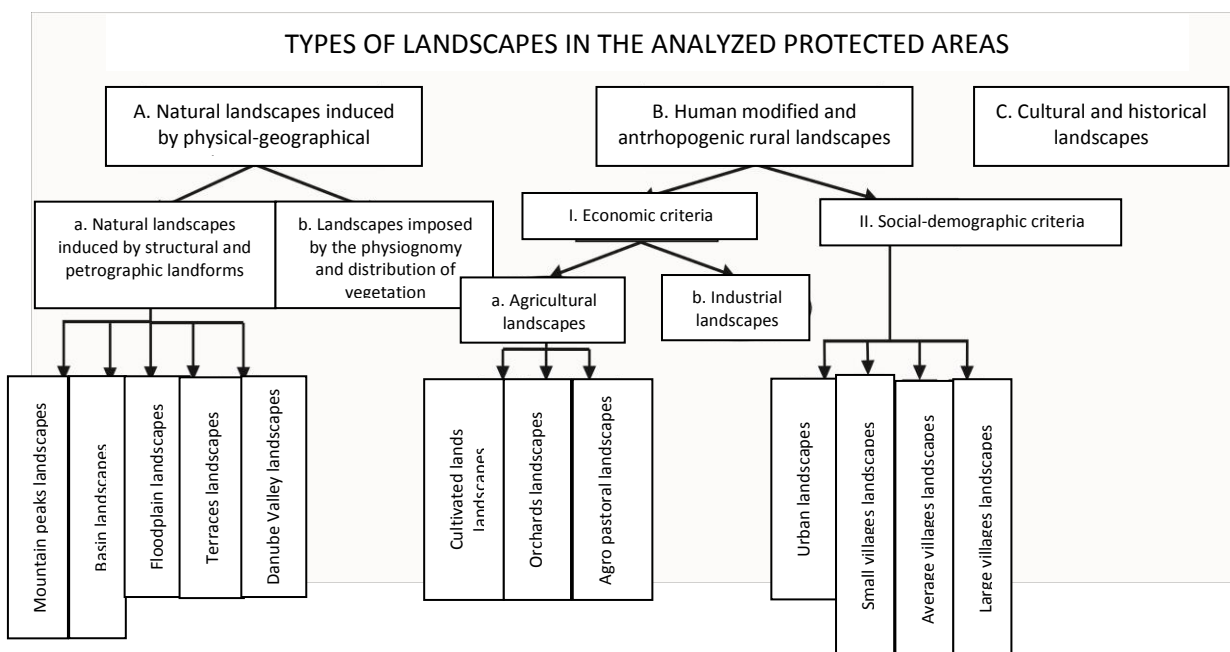 TYPES OF LANDSCAPES IN THE ANALYZED PROTECTED AREAS
A. Natural landscapes induced
by physical-geographical
B. Human modified and
antrhopogenic rural landscapes
C. Cultural and historical
landscapes
a. Natural landscapes
induced by structural and
petrographic landforms
b. Landscapes imposed
by the physiognomy
and distribution of
vegetation
I. Economic criteria
II. Social-demographic criteria
a. Agricultural
landscapes
b. Industrial
landscapes
Mountain peaks landscapes
Basin landscapes
Floodplain landscapes
Terraces landscapes
Danube Valley landscapes
Cultivated lands
landscapes
Orchards landscapes
Agro pastoral landscapes
Urban landscapes
Small villages landscapes
Average villages landscapes
Large villages landscapes